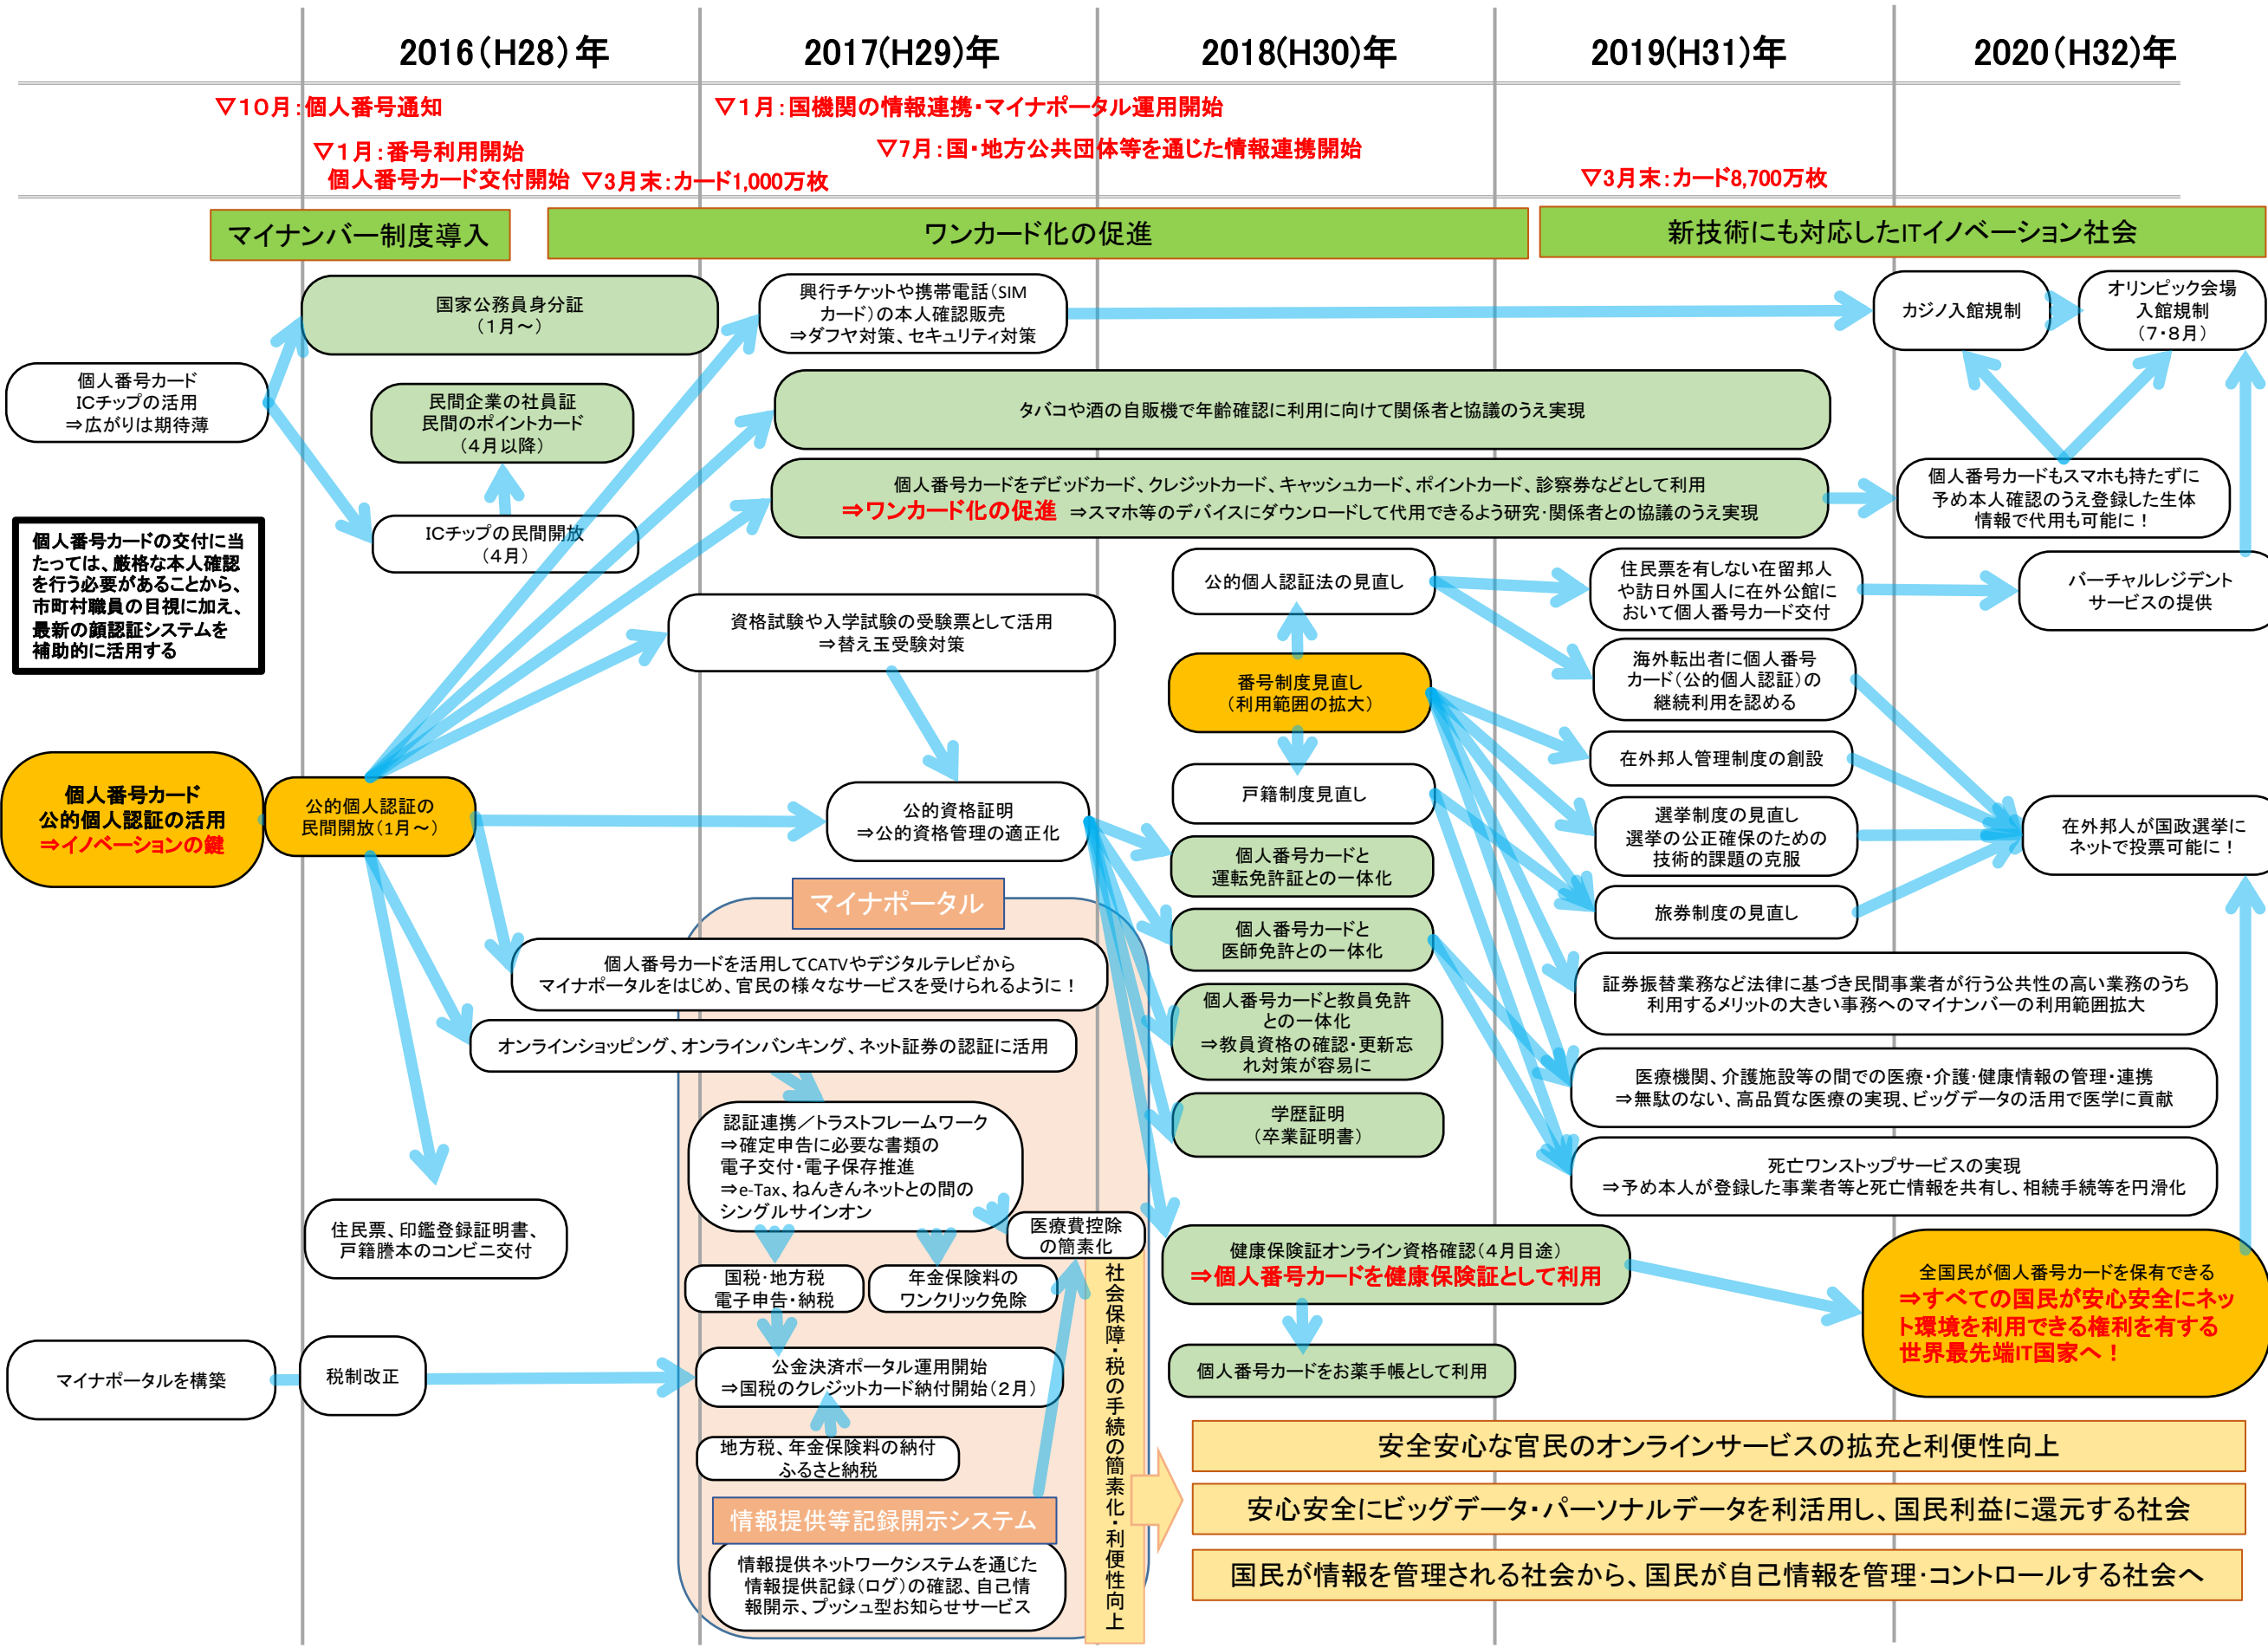 2016(H28)年
2017(H29)年
2018(H30)年
2019(H31)年
2020(H32)年
▽10月:個人番号通知
▽1月:国機関の情報連携・マイナポータル運用開始
▽7月:国・地方公共団体等を通じた情報連携開始
▽1月:番号利用開始
個人番号カード交付開始
▽3月末:カード1,000万枚
▽3月末:カード8,700万枚
マイナンバー制度導入
ワンカード化の促進
新技術にも対応したITイノベーション社会
国家公務員身分証
(1月~)
興行チケットや携帯電話(SIM
カード)の本人確認販売
⇒ダフヤ対策、セキュリティ対策
カジノ入館規制
オリンピック会場
入館規制
(7・8月)
個人番号カード
ICチップの活用
⇒広がりは期待薄
民間企業の社員証
民間のポイントカード
(4月以降)
タバコや酒の自販機で年齢確認に利用に向けて関係者と協議のうえ実現
個人番号カードをデビッドカード、クレジットカード、キャッシュカード、ポイントカード、診察券などとして利用
⇒ワンカード化の促進 ⇒スマホ等のデバイスにダウンロードして代用できるよう研究・関係者との協議のうえ実現
個人番号カードもスマホも持たずに
予め本人確認のうえ登録した生体
情報で代用も可能に!
ICチップの民間開放
(4月)
個人番号カードの交付に当
たっては、厳格な本人確認
を行う必要があることから、
市町村職員の目視に加え、
最新の顔認証システムを
補助的に活用する
公的個人認証法の見直し
住民票を有しない在留邦人
や訪日外国人に在外公館に
おいて個人番号カード交付
バーチャルレジデント
サービスの提供
資格試験や入学試験の受験票として活用
⇒替え玉受験対策
番号制度見直し
(利用範囲の拡大)
海外転出者に個人番号
カード(公的個人認証)の
継続利用を認める
在外邦人管理制度の創設
個人番号カード
公的個人認証の活用
⇒イノベーションの鍵
公的個人認証の
民間開放(1月~)
公的資格証明
⇒公的資格管理の適正化
戸籍制度見直し
選挙制度の見直し
選挙の公正確保のための
技術的課題の克服
在外邦人が国政選挙に
ネットで投票可能に!
個人番号カードと
運転免許証との一体化
旅券制度の見直し
マイナポータル
個人番号カードと
医師免許との一体化
個人番号カードを活用してCATVやデジタルテレビから
マイナポータルをはじめ、官民の様々なサービスを受けられるように!
証券振替業務など法律に基づき民間事業者が行う公共性の高い業務のうち
利用するメリットの大きい事務へのマイナンバーの利用範囲拡大
個人番号カードと教員免許
との一体化
⇒教員資格の確認・更新忘
れ対策が容易に
オンラインショッピング、オンラインバンキング、ネット証券の認証に活用
医療機関、介護施設等の間での医療・介護・健康情報の管理・連携
⇒無駄のない、高品質な医療の実現、ビッグデータの活用で医学に貢献
学歴証明
(卒業証明書)
認証連携/トラストフレームワーク
⇒確定申告に必要な書類の
電子交付・電子保存推進
⇒e-Tax、ねんきんネットとの間の
シングルサインオン
死亡ワンストップサービスの実現
⇒予め本人が登録した事業者等と死亡情報を共有し、相続手続等を円滑化
住民票、印鑑登録証明書、
戸籍謄本のコンビニ交付
医療費控除
の簡素化
健康保険証オンライン資格確認(4月目途)
⇒個人番号カードを健康保険証として利用
国税・地方税
電子申告・納税
年金保険料の
ワンクリック免除
全国民が個人番号カードを保有できる
⇒すべての国民が安心安全にネッ
ト環境を利用できる権利を有する
世界最先端IT国家へ!
社会保障・税の手続の簡素化・利便性向上
マイナポータルを構築
税制改正
公金決済ポータル運用開始
⇒国税のクレジットカード納付開始(2月)
個人番号カードをお薬手帳として利用
地方税、年金保険料の納付
ふるさと納税
安全安心な官民のオンラインサービスの拡充と利便性向上
情報提供等記録開示システム
安心安全にビッグデータ・パーソナルデータを利活用し、国民利益に還元する社会
情報提供ネットワークシステムを通じた
情報提供記録(ログ)の確認、自己情
報開示、プッシュ型お知らせサービス
国民が情報を管理される社会から、国民が自己情報を管理・コントロールする社会へ